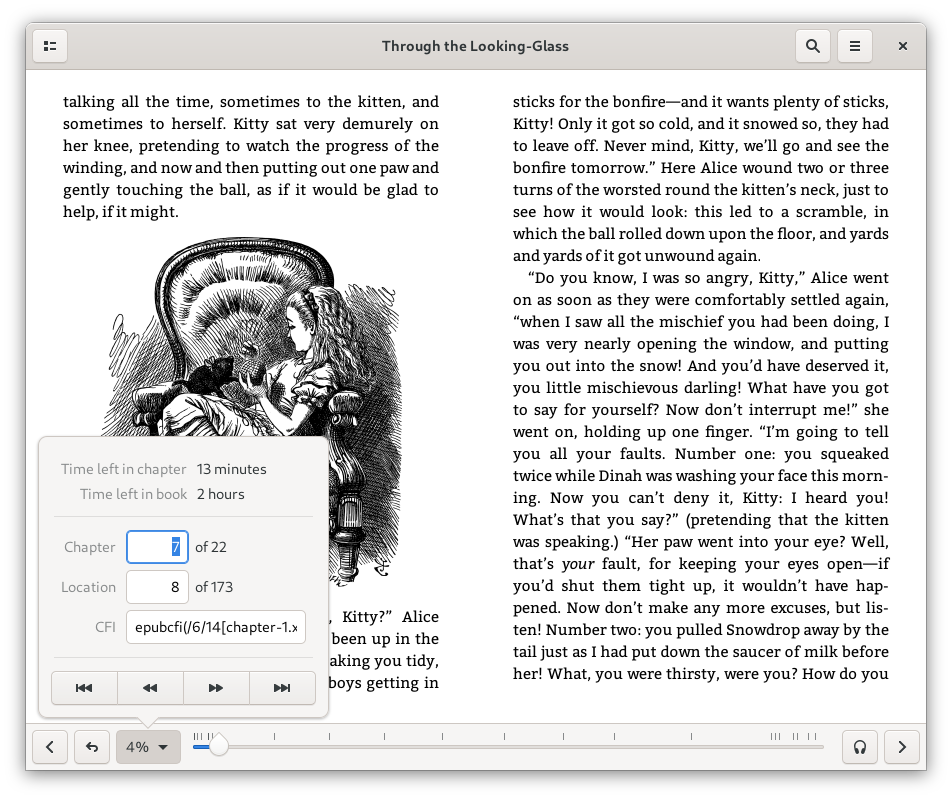 Through the Looking-Glass
talking all the time, sometimes to the kitten, and
sometimes to herself. Kitty sat very demurely on
her knee, pretending to watch the progress of the
winding, and now and then putting out one paw and
gently touching the ball, as if it would be glad to
help, if it might.
, Kitty?” Alice
been up in the
aking you tidy,
boys getting in
sticks for the bonfire—and it wants plenty of sticks,
Kitty! Only it got so cold, and it snowed so, they had
to leave off. Never mind, Kitty, we’ll go and see the
bonfire tomorrow.” Here Alice wound two or three
turns of the worsted round the kitten’s neck, just to
see how it would look: this led to a scramble, in
which the ball rolled down upon the floor, and yards
and yards of it got unwound again.
“Do you know, I was so angry, Kitty,” Alice went
on as soon as they were comfortably settled again,
“when I saw all the mischief you had been doing, I
was very nearly opening the window, and putting
you out into the snow! And you’d have deserved it,
you little mischievous darling! What have you got
to say for yourself? Now don’t interrupt me!” she
went on, holding up one finger. “I’m going to tell
you all your faults. Number one: you squeaked
twice while Dinah was washing your face this morn-
ing. Now you can’t deny it, Kitty: I heard you!
What’s that you say?” (pretending that the kitten
was speaking.) “Her paw went into your eye? Well,
that’s your fault, for keeping your eyes open—if
you’d shut them tight up, it wouldn’t have hap-
pened. Now don’t make any more excuses, but lis-
ten! Number two: you pulled Snowdrop away by the
tail just as I had put down the saucer of milk before
her! What, you were thirsty, were you? How do you
Time left in chapter 13 minutes
Time left in book 2 hours
Chapter 7 of 22
Location 8 of 173
CFI epubcfi(/6/14[chapter-1.x
4%